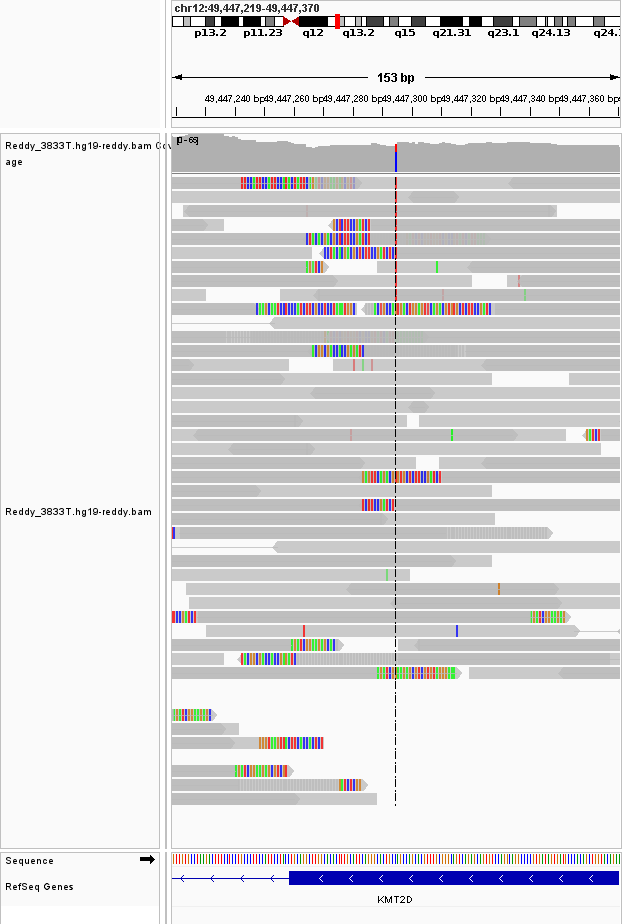 chr12:49,447,219-49,447,370
p13.2 p11.23 q12 q13.2 q15 q21.31 q23.1 q24.13 q24.
153 bp
49,447,240 bp 49,447,260 bp 49,447,280 bp 49,447,300 bp 49,447,320 bp 49,447,340 bp 49,447,360 bp
Reddy_3833T.hg19-reddy.bam Cov
age
Reddy_3833T.hg19-reddy.bam
Sequence
RefSeq Genes
KMT2D